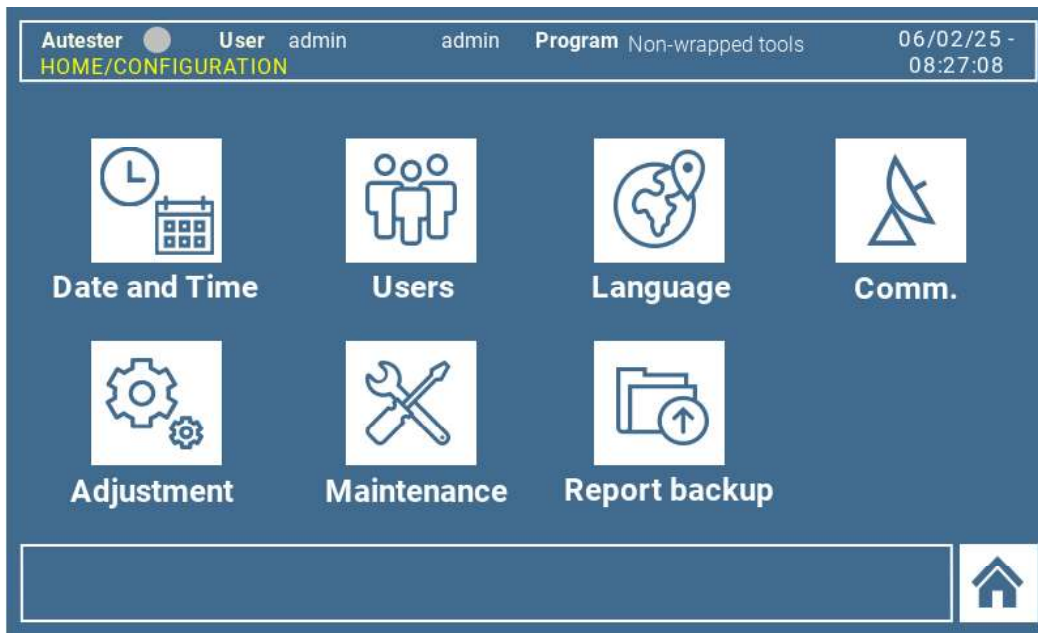 Autester User admin admin Program Non-wrapped tools 06/02/25 -
HOME/CONFIGURATION 08:27:08
Date and Time Users Language Comm.
Adjustment Maintenance Report backup